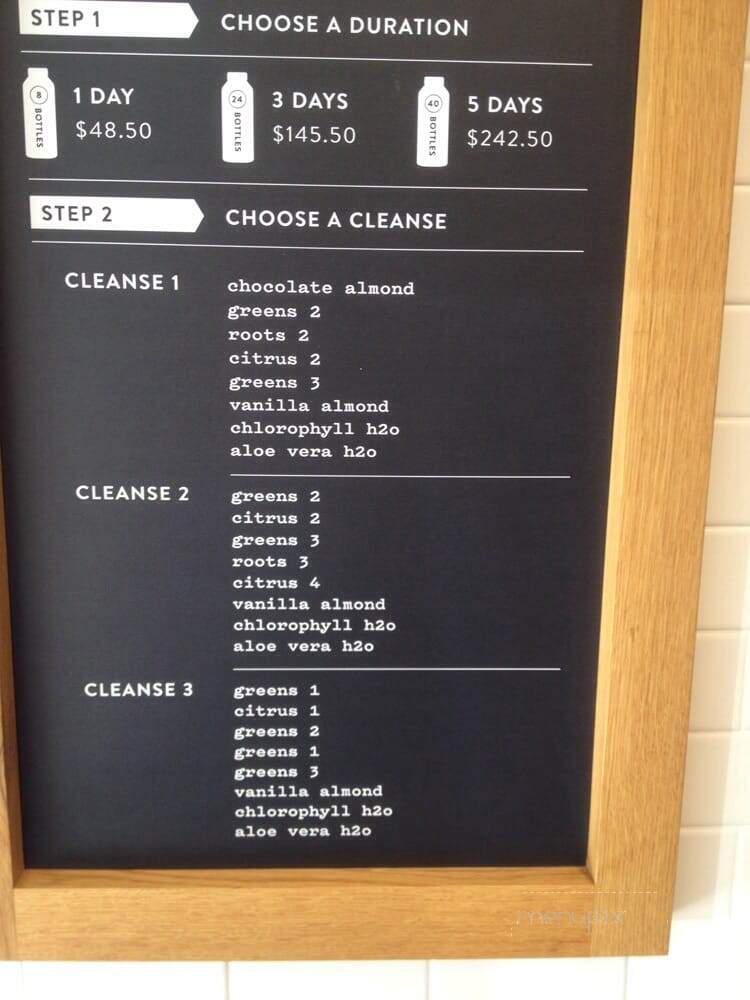 STEP 1 CHOOSE A DURATION
8 BOTTLES 1 DAY $48.50
24 BOTTLES 3 DAYS $145.50
40 BOTTLES 5 DAYS $242.50
STEP 2 CHOOSE A CLEANSE
CLEANSE 1 chocolate almond
greens 2
roots 2
citrus 2
greens 3
vanilla almond
chlorophyll h2o
aloe vera h2o
CLEANSE 2 greens 2
citrus 2
greens 3
roots 3
citrus 4
vanilla almond
chlorophyll h2o
aloe vera h2o
CLEANSE 3 greens 1
citrus 1
greens 2
greens 1
greens 3
vanilla almond
chlorophyll h2o
aloe vera h2o
menupix